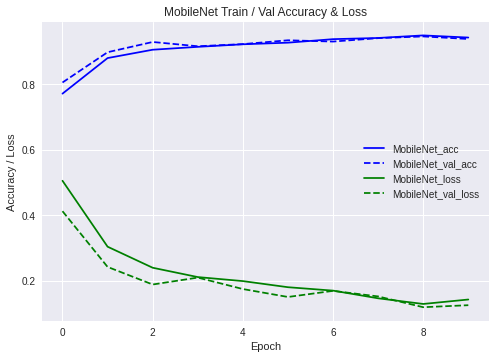 MobileNet Train / Val Accuracy & Loss
Accuracy / Loss
0.8
0.6
0.4
0.2
MobileNet_acc
MobileNet_val_acc
MobileNet_loss
MobileNet_val_loss
0 2 4 6 8
Epoch